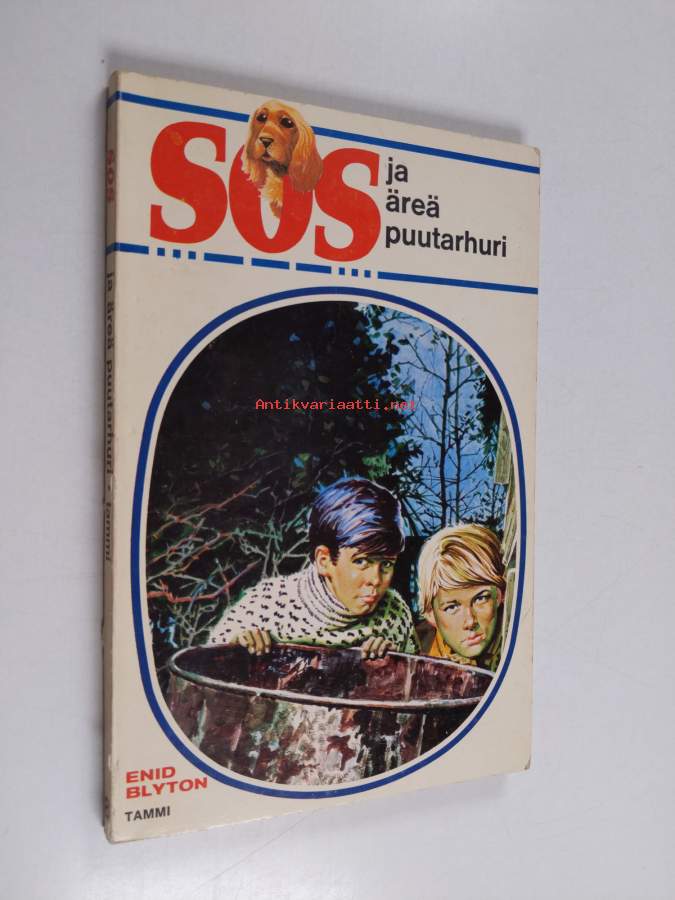 SOS
ja
äreä
puutarhuri
Antikvariaatti.net
ENID
BLYTON
TAMMI
SOS ja äreä puutarhuri • tammi